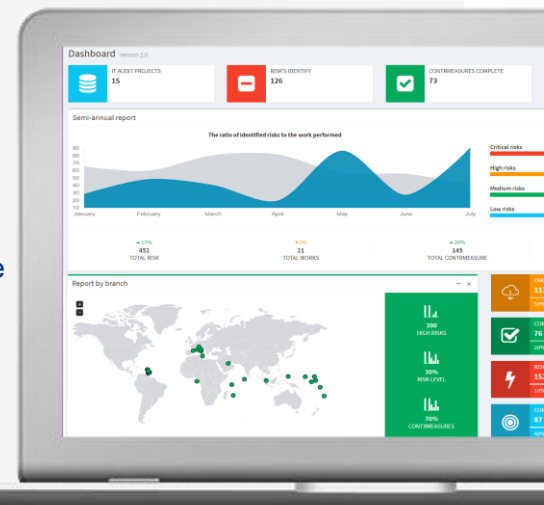 Dashboard Version 2.0
IT AUDIT PROJECTS
15
RISK'S IDENTIFY
126
CONTRMEASURES COMPLETE
73
Semi-annual report
The ratio of identified risks to the work performed
90
80
70
60
50
40
30
20
10
January February March April May June July
Critical risks
High risks
Medium risks
Low risks
17%
452
TOTAL RISK
21
TOTAL WORKS
20%
145
TOTAL CONTRMEASURE
Report by branch
390
HIGH RISKS
30%
RISK LEVEL
70%
CONTRMEASURES
76
87
e